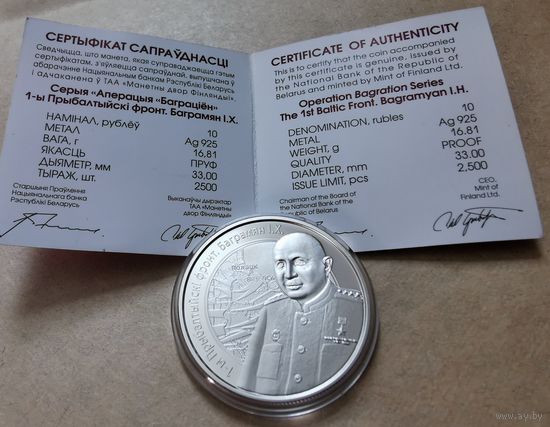 СЕРТЫФІКАТ САПРАЎДНАСЦІ
Сведчыцца, што манета, якая суправаджаецца гэтым
сертыфікатам, з'яўляецца сапраўднай, выпушчана ў
абарачэнне Нацыянальным банкам Рэспублікі Беларусь
і адчаканена ў ТАА «Манетны двор Фінляндыі»
Серыя «Аперацыя «Баграціён»
1-ы Прыбалтыйскі фронт. Баграмян І.Х.
НАМІНАЛ, рублёў 10
МЕТАЛ Ag 925
ВАГА, г 16,81
ЯКАСЦЬ ПРУФ
ДЫЯМЕТР, мм 33,00
ТЫРАЖ, шт. 2500
Старшыня Праўлення
Нацыянальнага банка
Рэспублікі Беларусь
Выканаўчы дырэктар
ТАА «Манетны
двор Фінляндыі»
CERTIFICATE OF AUTHENTICITY
This is to certify that the coin accompanied
by this certificate is genuine, issued by
the National Bank of the Republic of
Belarus and minted by Mint of Finland Ltd.
Operation Bagration Series
The 1st Baltic Front. Bagramyan I.H.
DENOMINATION, rubles 10
METAL Ag 925
WEIGHT, g 16.81
QUALITY PROOF
DIAMETER, mm 33.00
ISSUE LIMIT, pcs 2,500
Chairman of the Board
of the National Bank of the
Republic of Belarus
CEO,
Mint of
Finland Ltd.
1-ы Прыбалтыйскі фронт. Баграмян І.Х.
Полацк
www.ay.by